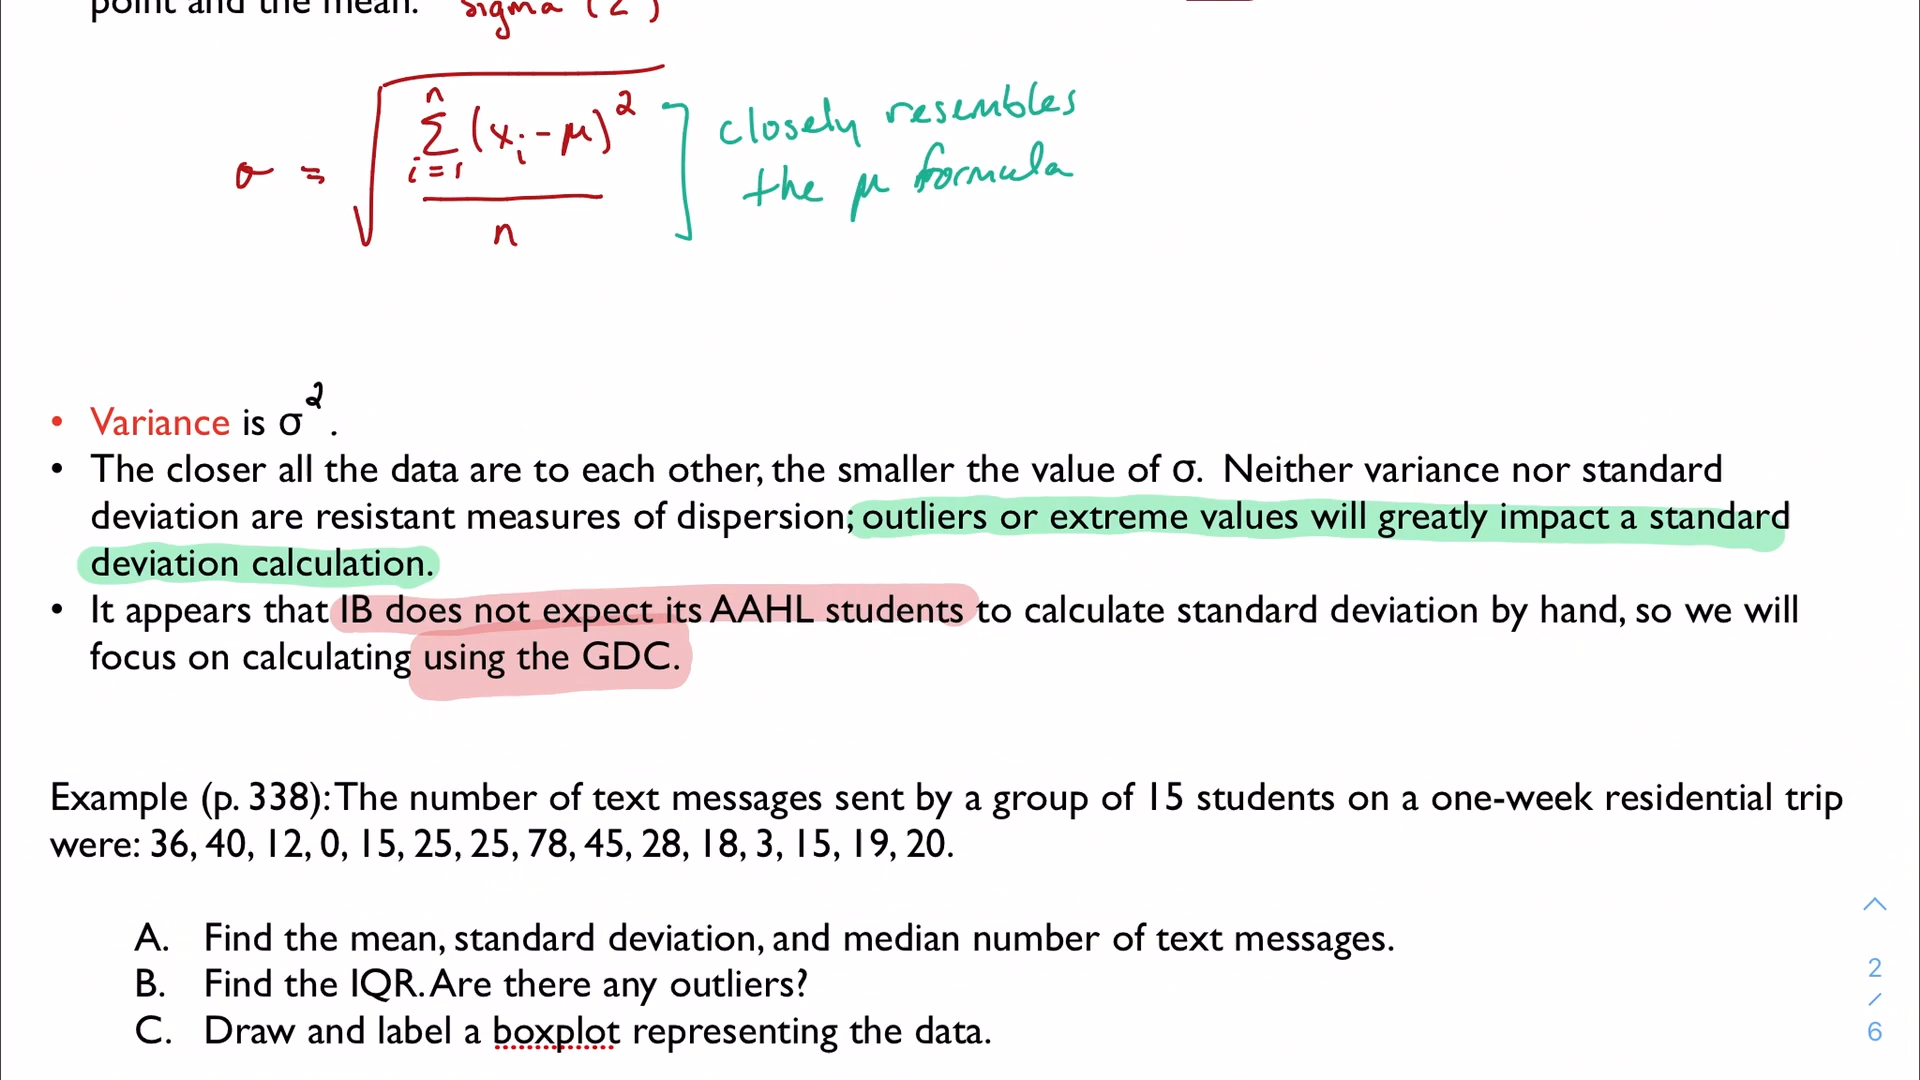 point and the mean. sigma (Σ)
σ = √ n Σ i=1 (xᵢ - μ)² / n
closely resembles
the μ formula
• Variance is σ².
• The closer all the data are to each other, the smaller the value of σ. Neither variance nor standard
deviation are resistant measures of dispersion; outliers or extreme values will greatly impact a standard
deviation calculation.
• It appears that IB does not expect its AAHL students to calculate standard deviation by hand, so we will
focus on calculating using the GDC.
Example (p. 338): The number of text messages sent by a group of 15 students on a one-week residential trip
were: 36, 40, 12, 0, 15, 25, 25, 78, 45, 28, 18, 3, 15, 19, 20.
A. Find the mean, standard deviation, and median number of text messages.
B. Find the IQR. Are there any outliers?
C. Draw and label a boxplot representing the data.
2
/
6